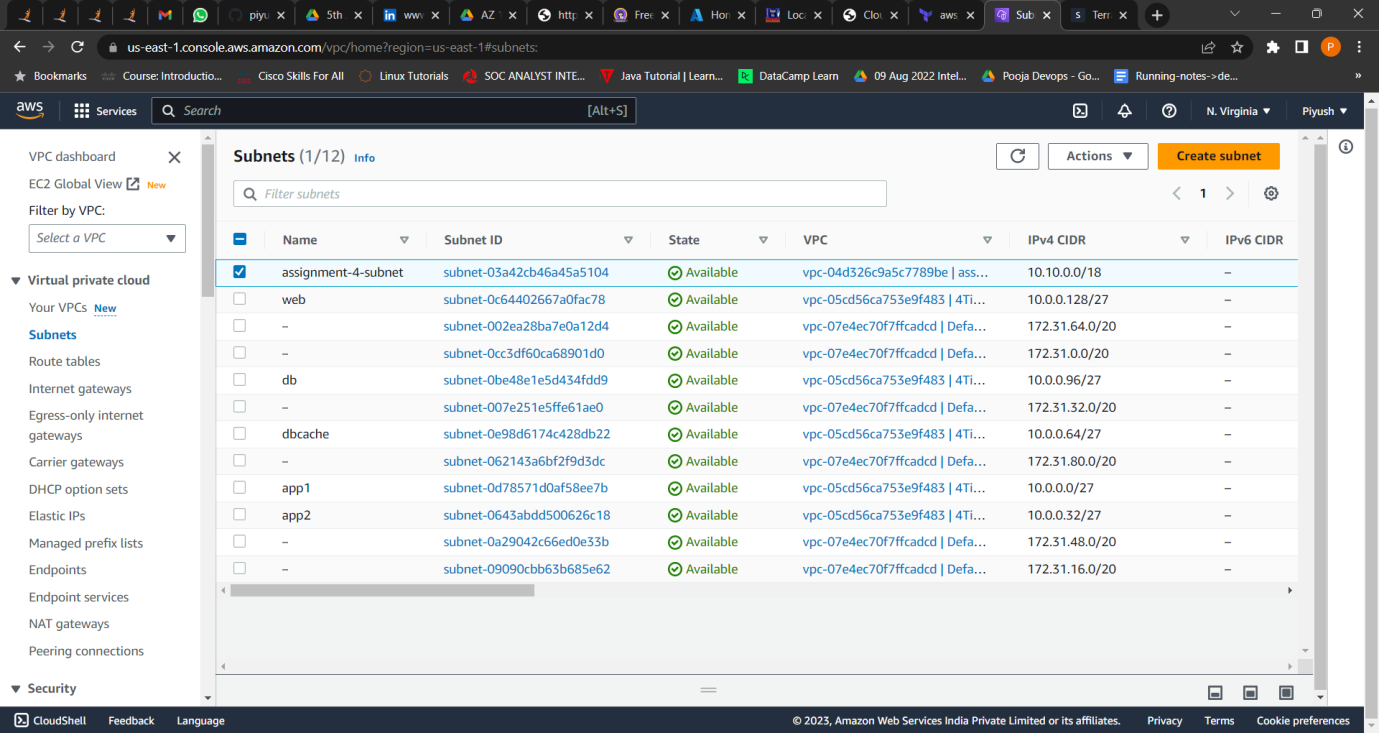 piyu 5th www AZ http Free Hon Loca Clou aws Sub Terr
us-east-1.console.aws.amazon.com/vpc/home?region=us-east-1#subnets: P
Bookmarks Course: Introductio... Cisco Skills For All Linux Tutorials SOC ANALYST INTE... Java Tutorial | Learn... DataCamp Learn 09 Aug 2022 Intel... Pooja Devops - Go... Running-notes->de... »
aws Services Search [Alt+S] N. Virginia Piyush
VPC dashboard
EC2 Global View New
Filter by VPC:
Select a VPC
Virtual private cloud
Your VPCs New
Subnets
Route tables
Internet gateways
Egress-only internet
gateways
Carrier gateways
DHCP option sets
Elastic IPs
Managed prefix lists
Endpoints
Endpoint services
NAT gateways
Peering connections
Security
Subnets (1/12) Info Actions Create subnet
Filter subnets 1
Name Subnet ID State VPC IPv4 CIDR IPv6 CIDR
assignment-4-subnet subnet-03a42cb46a45a5104 Available vpc-04d326c9a5c7789be | ass... 10.10.0.0/18 –
web subnet-0c64402667a0fac78 Available vpc-05cd56ca753e9f483 | 4Ti... 10.0.0.128/27 –
– subnet-002ea28ba7e0a12d4 Available vpc-07e4ec70f7ffcadcd | Defa... 172.31.64.0/20 –
– subnet-0cc3df60ca68901d0 Available vpc-07e4ec70f7ffcadcd | Defa... 172.31.0.0/20 –
db subnet-0be48e1e5d434fdd9 Available vpc-05cd56ca753e9f483 | 4Ti... 10.0.0.96/27 –
– subnet-007e251e5ffe61ae0 Available vpc-07e4ec70f7ffcadcd | Defa... 172.31.32.0/20 –
dbcache subnet-0e98d6174c428db22 Available vpc-05cd56ca753e9f483 | 4Ti... 10.0.0.64/27 –
– subnet-062143a6bf2f9d3dc Available vpc-07e4ec70f7ffcadcd | Defa... 172.31.80.0/20 –
app1 subnet-0d78571d0af58ee7b Available vpc-05cd56ca753e9f483 | 4Ti... 10.0.0.0/27 –
app2 subnet-0643abdd500626c18 Available vpc-05cd56ca753e9f483 | 4Ti... 10.0.0.32/27 –
– subnet-0a29042c66ed0e33b Available vpc-07e4ec70f7ffcadcd | Defa... 172.31.48.0/20 –
– subnet-09090cbb63b685e62 Available vpc-07e4ec70f7ffcadcd | Defa... 172.31.16.0/20 –
CloudShell Feedback Language © 2023, Amazon Web Services India Private Limited or its affiliates. Privacy Terms Cookie preferences